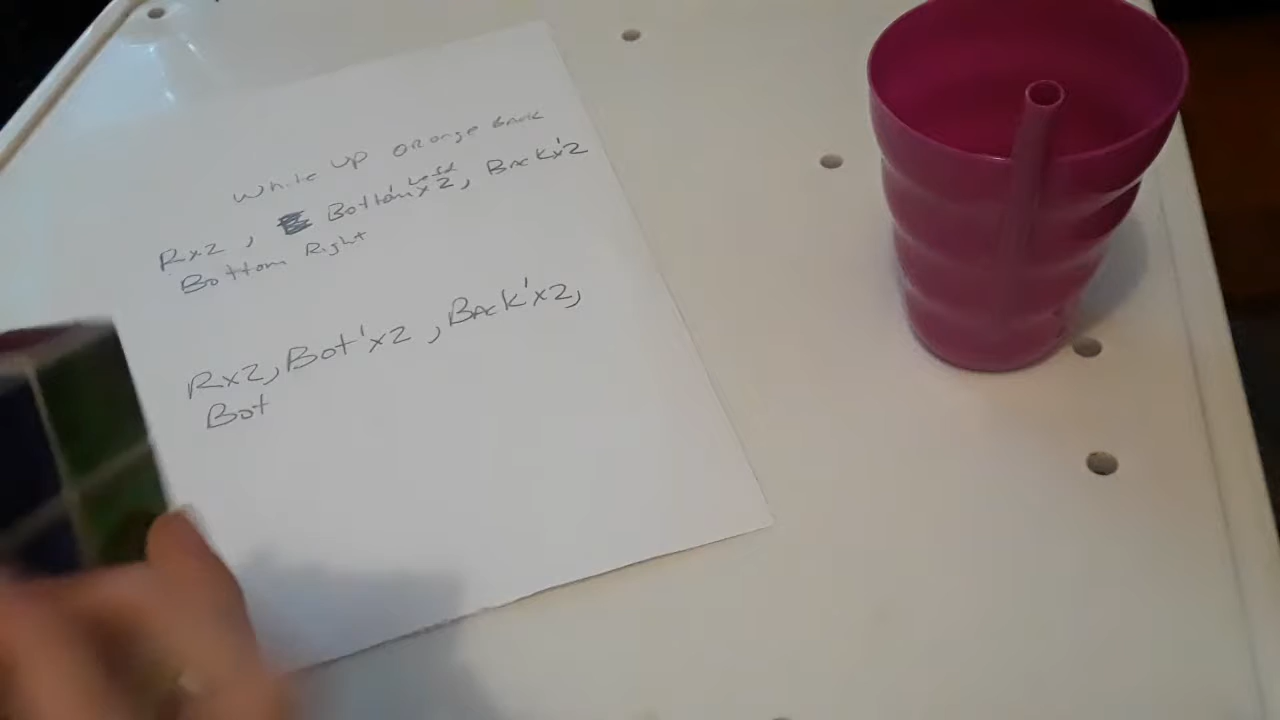 White up orange Back
Rx2, Bottom' Left x2, Back'x2
Bottom Right
Rx2, Bot'x2, Back'x2,
Bot